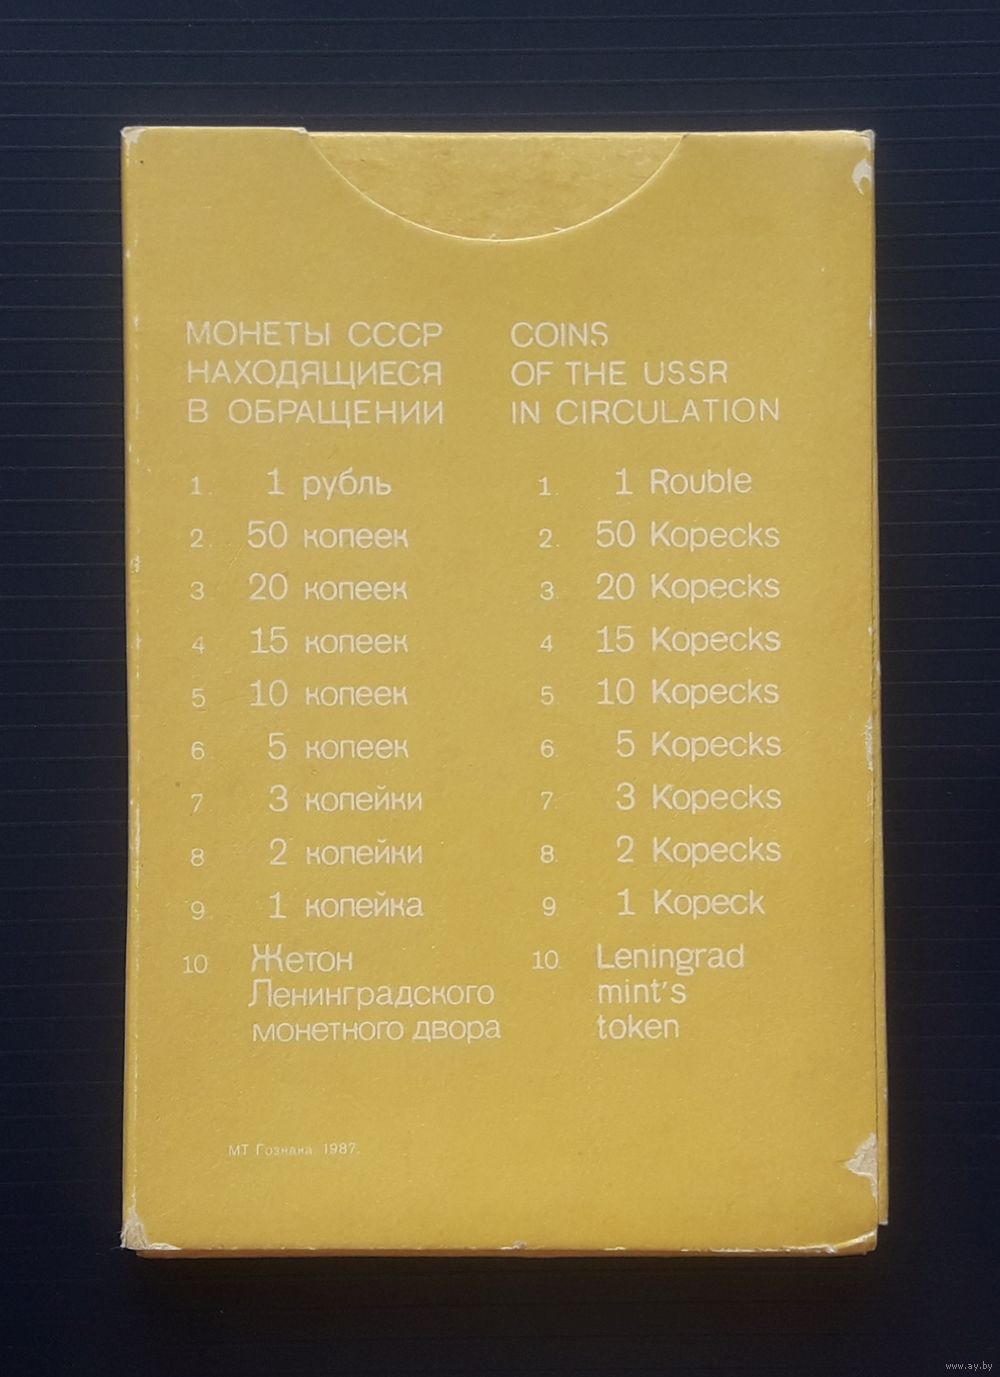 МОНЕТЫ СССР
НАХОДЯЩИЕСЯ
В ОБРАЩЕНИИ
1. 1 рубль
2. 50 копеек
3 20 копеек
4 15 копеек
5 10 копеек
6 5 копеек
7 3 копейки
8 2 копейки
9 1 копейка
10 Жетон
Ленинградского
монетного двора
COINS
OF THE USSR
IN CIRCULATION
1. 1 Rouble
2. 50 Kopecks
3. 20 Kopecks
4 15 Kopecks
5 10 Kopecks
6. 5 Kopecks
7. 3 Kopecks
8. 2 Kopecks
9 1 Kopeck
10. Leningrad
mint's
token
МТ Гознака 1987.
www.ay.by